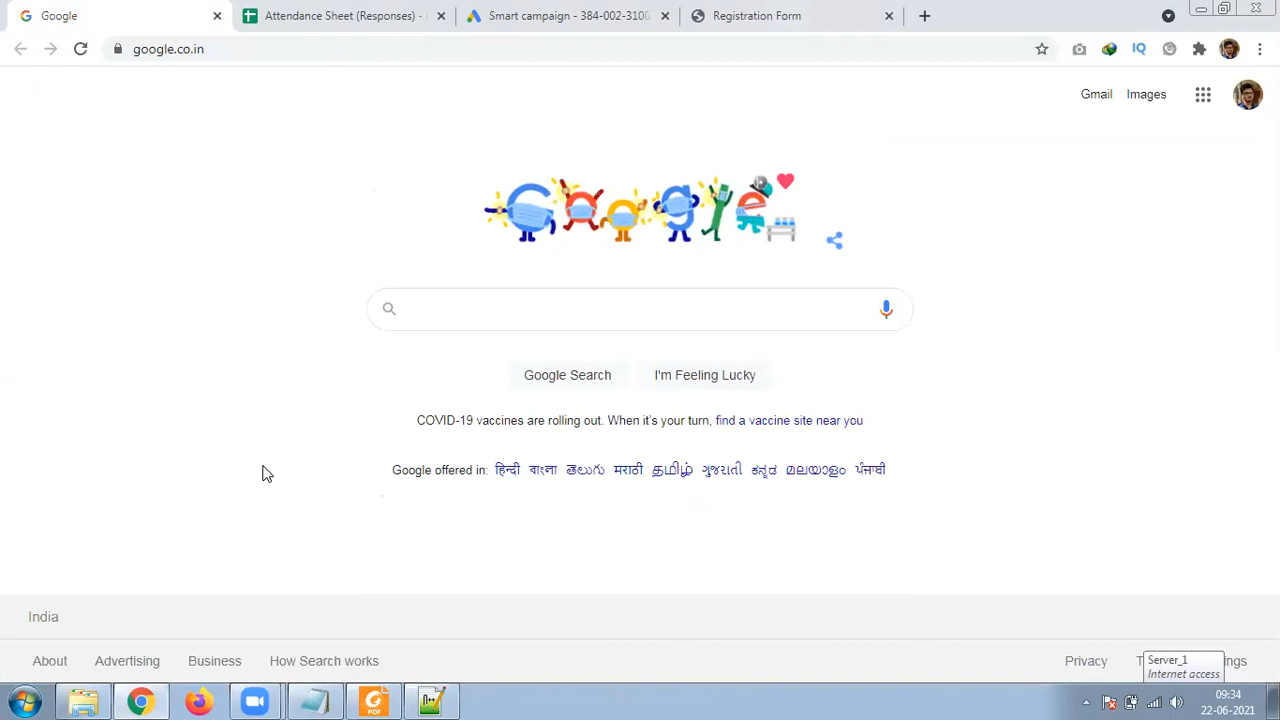 Google
Attendance Sheet (Responses) -
Smart campaign - 384-002-3100
Registration Form
google.co.in
IQ
Gmail
Images
Google
Google Search
I'm Feeling Lucky
COVID-19 vaccines are rolling out. When it's your turn, find a vaccine site near you
Google offered in: हिन्दी বাংলা తెలుగు मराठी தமிழ் ગુજરાતી ಕನ್ನಡ മലയാളം ਪੰਜਾਬੀ
India
About
Advertising
Business
How Search works
Privacy
Server_1
Internet access
PDF
09:34
22-06-2021